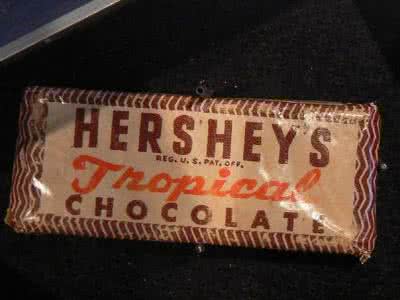 HERSHEY'S
REG. U.S. PAT. OFF.
Tropical
CHOCOLATE